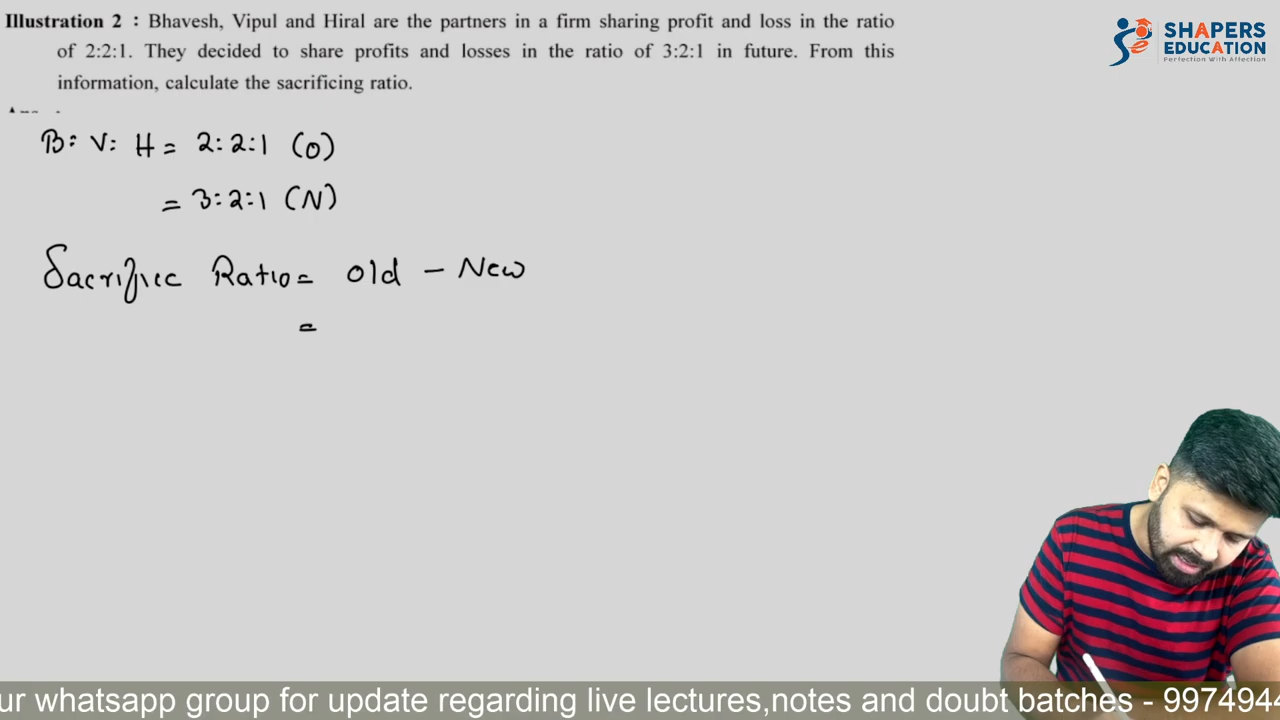 Illustration 2 : Bhavesh, Vipul and Hiral are the partners in a firm sharing profit and loss in the ratio
of 2:2:1. They decided to share profits and losses in the ratio of 3:2:1 in future. From this
information, calculate the sacrificing ratio.
SHAPERS
EDUCATION
Perfection With Affection
B: V: H = 2:2:1 (O)
= 3:2:1 (N)
Sacrific Ratio = Old - New
=
ur whatsapp group for update regarding live lectures,notes and doubt batches - 9974944